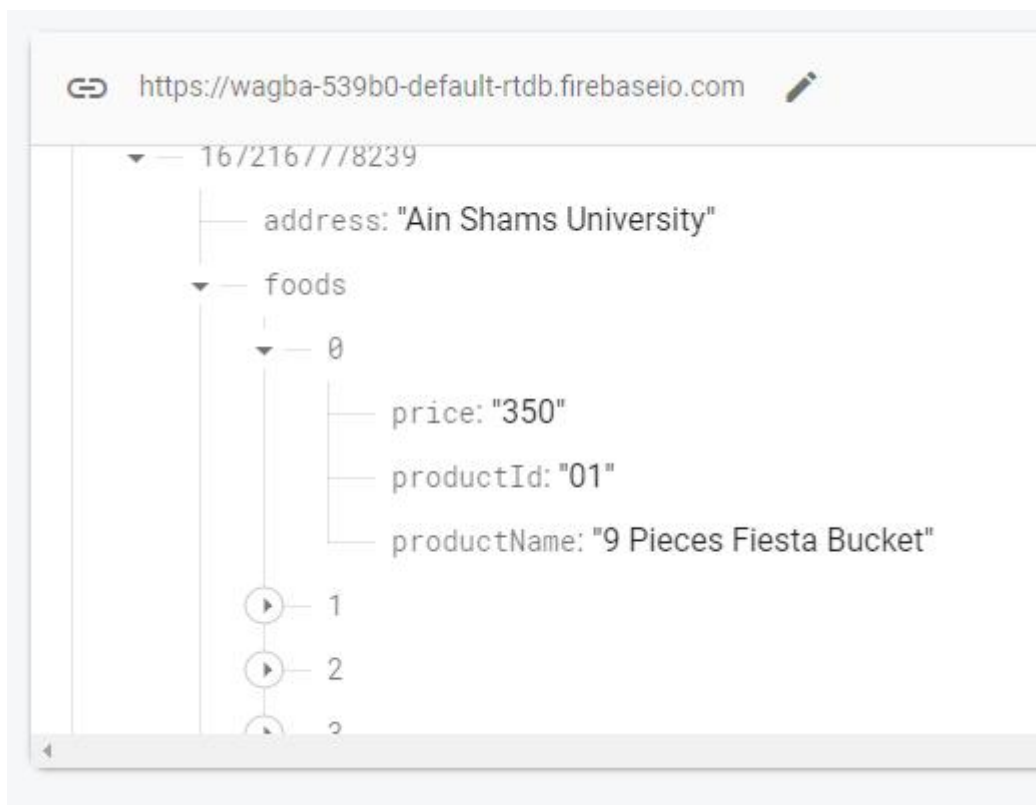 https://wagba-539b0-default-rtdb.firebaseio.com
1672167778239
address: "Ain Shams University"
foods
0
price: "350"
productId: "01"
productName: "9 Pieces Fiesta Bucket"
1
2
3